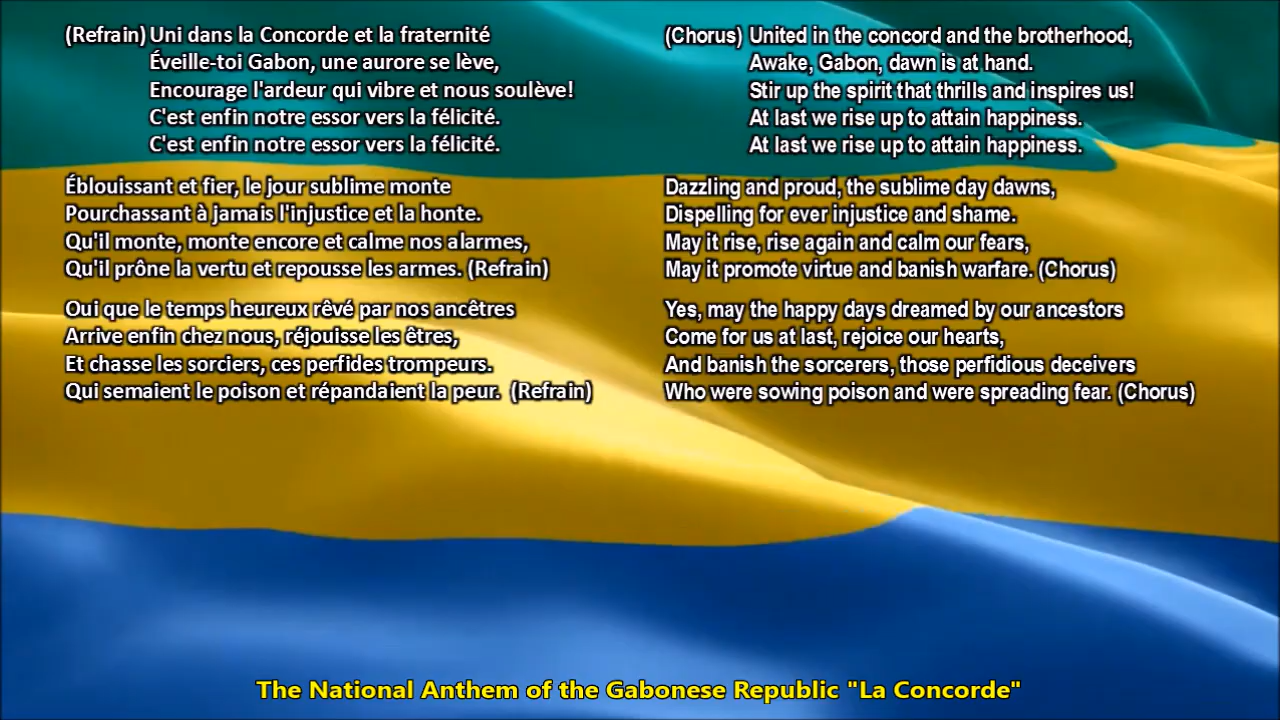 (Refrain) Uni dans la Concorde et la fraternité
Éveille-toi Gabon, une aurore se lève,
Encourage l'ardeur qui vibre et nous soulève!
C'est enfin notre essor vers la félicité.
C'est enfin notre essor vers la félicité.
Éblouissant et fier, le jour sublime monte
Pourchassant à jamais l'injustice et la honte.
Qu'il monte, monte encore et calme nos alarmes,
Qu'il prône la vertu et repousse les armes. (Refrain)
Oui que le temps heureux rêvé par nos ancêtres
Arrive enfin chez nous, réjouisse les êtres,
Et chasse les sorciers, ces perfides trompeurs.
Qui semaient le poison et répandaient la peur. (Refrain)
(Chorus) United in the concord and the brotherhood,
Awake, Gabon, dawn is at hand.
Stir up the spirit that thrills and inspires us!
At last we rise up to attain happiness.
At last we rise up to attain happiness.
Dazzling and proud, the sublime day dawns,
Dispelling for ever injustice and shame.
May it rise, rise again and calm our fears,
May it promote virtue and banish warfare. (Chorus)
Yes, may the happy days dreamed by our ancestors
Come for us at last, rejoice our hearts,
And banish the sorcerers, those perfidious deceivers
Who were sowing poison and were spreading fear. (Chorus)
The National Anthem of the Gabonese Republic "La Concorde"